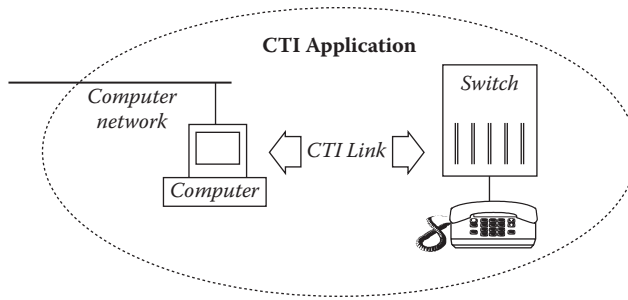 CTI Application
Computer
network
Computer
CTI Link
Switch